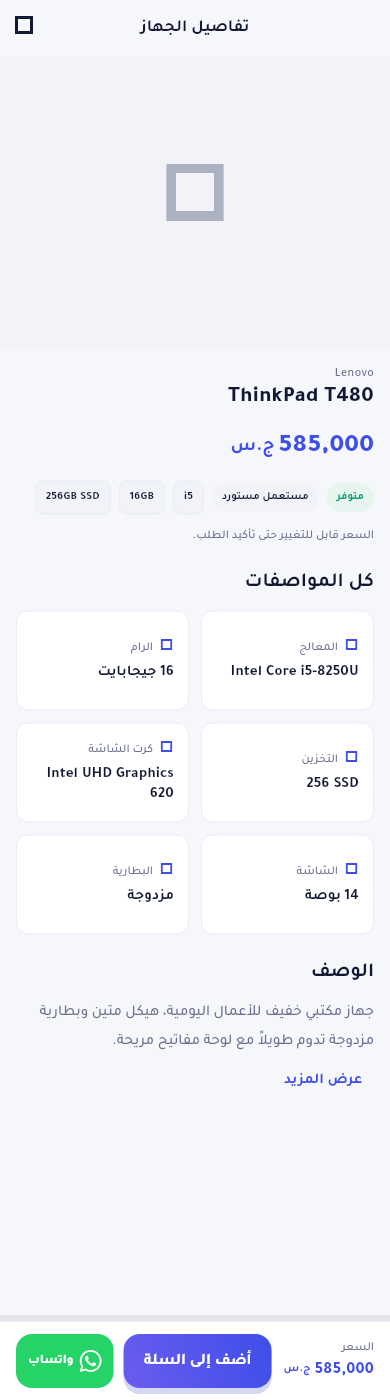 تفاصيل الجهاز
Lenovo
ThinkPad T480
585,000 ج.س
متوفر
مستعمل مستورد
i5
16GB
256GB SSD
السعر قابل للتغيير حتى تأكيد الطلب.
كل المواصفات
المعالج
Intel Core i5-8250U
الرام
16 جيجابايت
التخزين
256 SSD
كرت الشاشة
Intel UHD Graphics
620
الشاشة
14 بوصة
البطارية
مزدوجة
الوصف
جهاز مكتبي خفيف للأعمال اليومية، هيكل متين وبطارية
مزدوجة تدوم طويلاً مع لوحة مفاتيح مريحة.
عرض المزيد
السعر
585,000 ج.س
أضف إلى السلة
واتساب